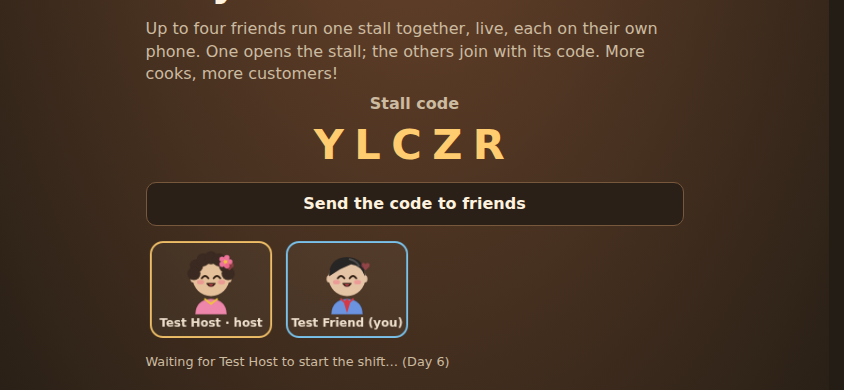 Up to four friends run one stall together, live, each on their own
phone. One opens the stall; the others join with its code. More
cooks, more customers!
Stall code
YLCZR
Send the code to friends
Test Host · host
Test Friend (you)
Waiting for Test Host to start the shift... (Day 6)